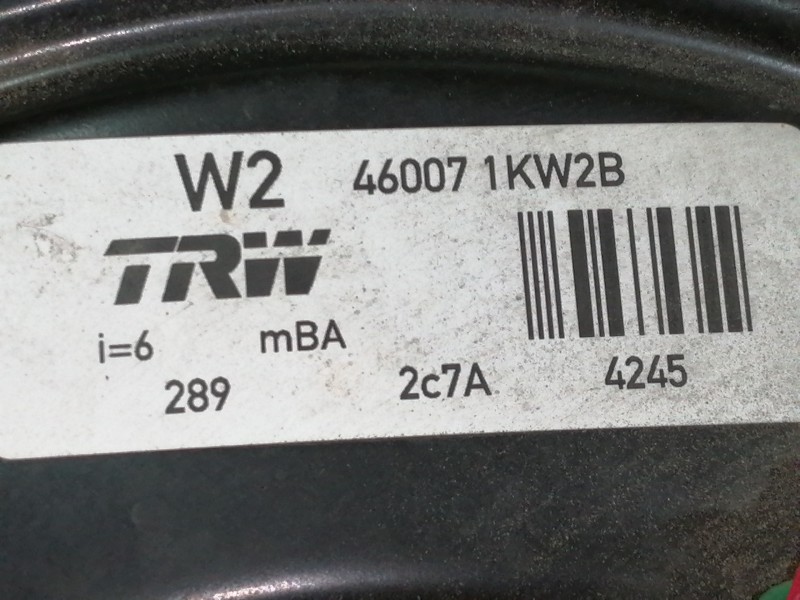 W2 46007 1KW2B
TRW
i=6 mBA
289 2c7A 4245